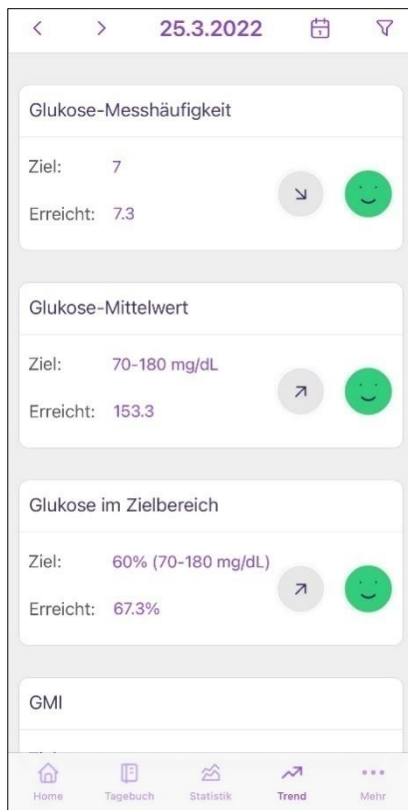 25.3.2022
Glukose-Messhäufigkeit
Ziel: 7
Erreicht: 7.3
Glukose-Mittelwert
Ziel: 70-180 mg/dL
Erreicht: 153.3
Glukose im Zielbereich
Ziel: 60% (70-180 mg/dL)
Erreicht: 67.3%
GMI
Home Tagebuch Statistik Trend Mehr